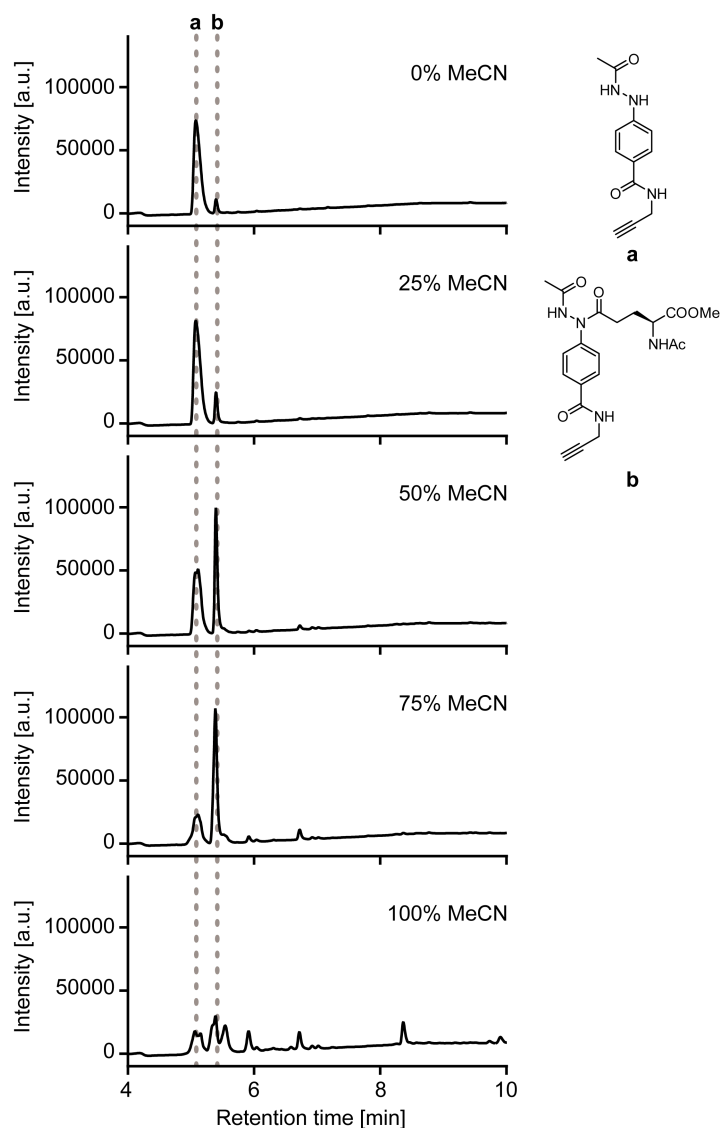 a b
0% MeCN
Intensity [a.u.]
100000
50000
0
25% MeCN
Intensity [a.u.]
100000
50000
0
50% MeCN
Intensity [a.u.]
100000
50000
0
75% MeCN
Intensity [a.u.]
100000
50000
0
100% MeCN
Intensity [a.u.]
100000
50000
0
4 6 8 10
Retention time [min]
O
HN
NH
O
NH
a
O
O
HN
N
COOMe
NHAc
O
NH
b